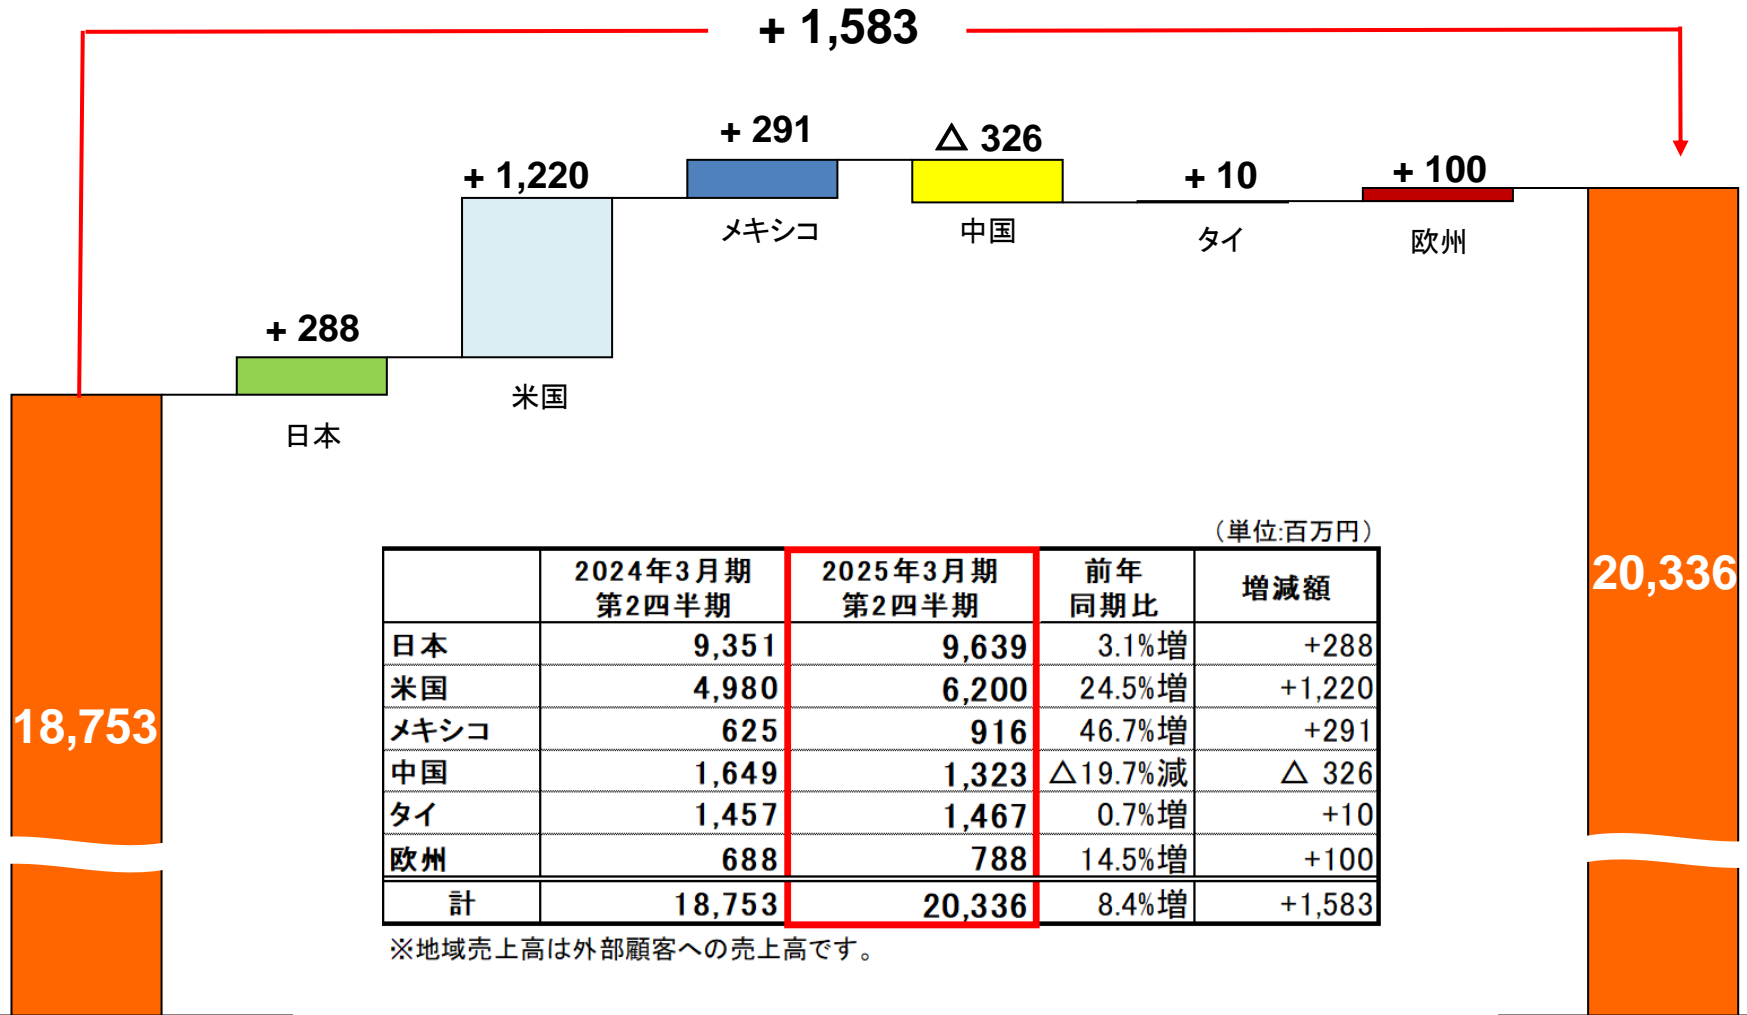 + 1,583
+ 291
△ 326
+ 1,220
+ 10
+ 100
メキシコ
中国
タイ
欧州
+ 288
米国
日本
18,753
20,336
（単位:百万円）
2024年3月期 2025年3月期 前年 増減額
第2四半期 第2四半期 同期比
日本 9,351 9,639 3.1%増 +288
米国 4,980 6,200 24.5%増 +1,220
メキシコ 625 916 46.7%増 +291
中国 1,649 1,323 △19.7%減 △ 326
タイ 1,457 1,467 0.7%増 +10
欧州 688 788 14.5%増 +100
計 18,753 20,336 8.4%増 +1,583
※地域売上高は外部顧客への売上高です。